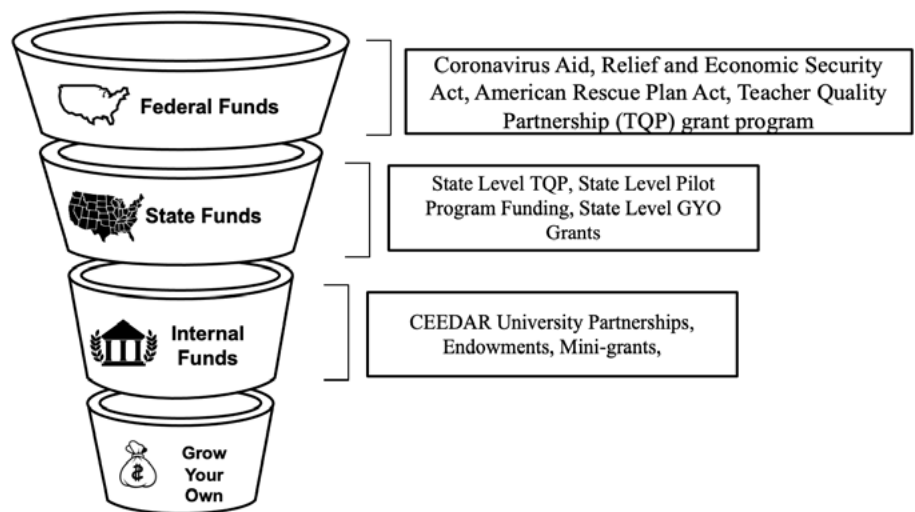 Federal Funds
Coronavirus Aid, Relief and Economic Security
Act, American Rescue Plan Act, Teacher Quality
Partnership (TQP) grant program
State Funds
State Level TQP, State Level Pilot
Program Funding, State Level GYO
Grants
Internal
Funds
CEEDAR University Partnerships,
Endowments, Mini-grants,
Grow
Your
Own